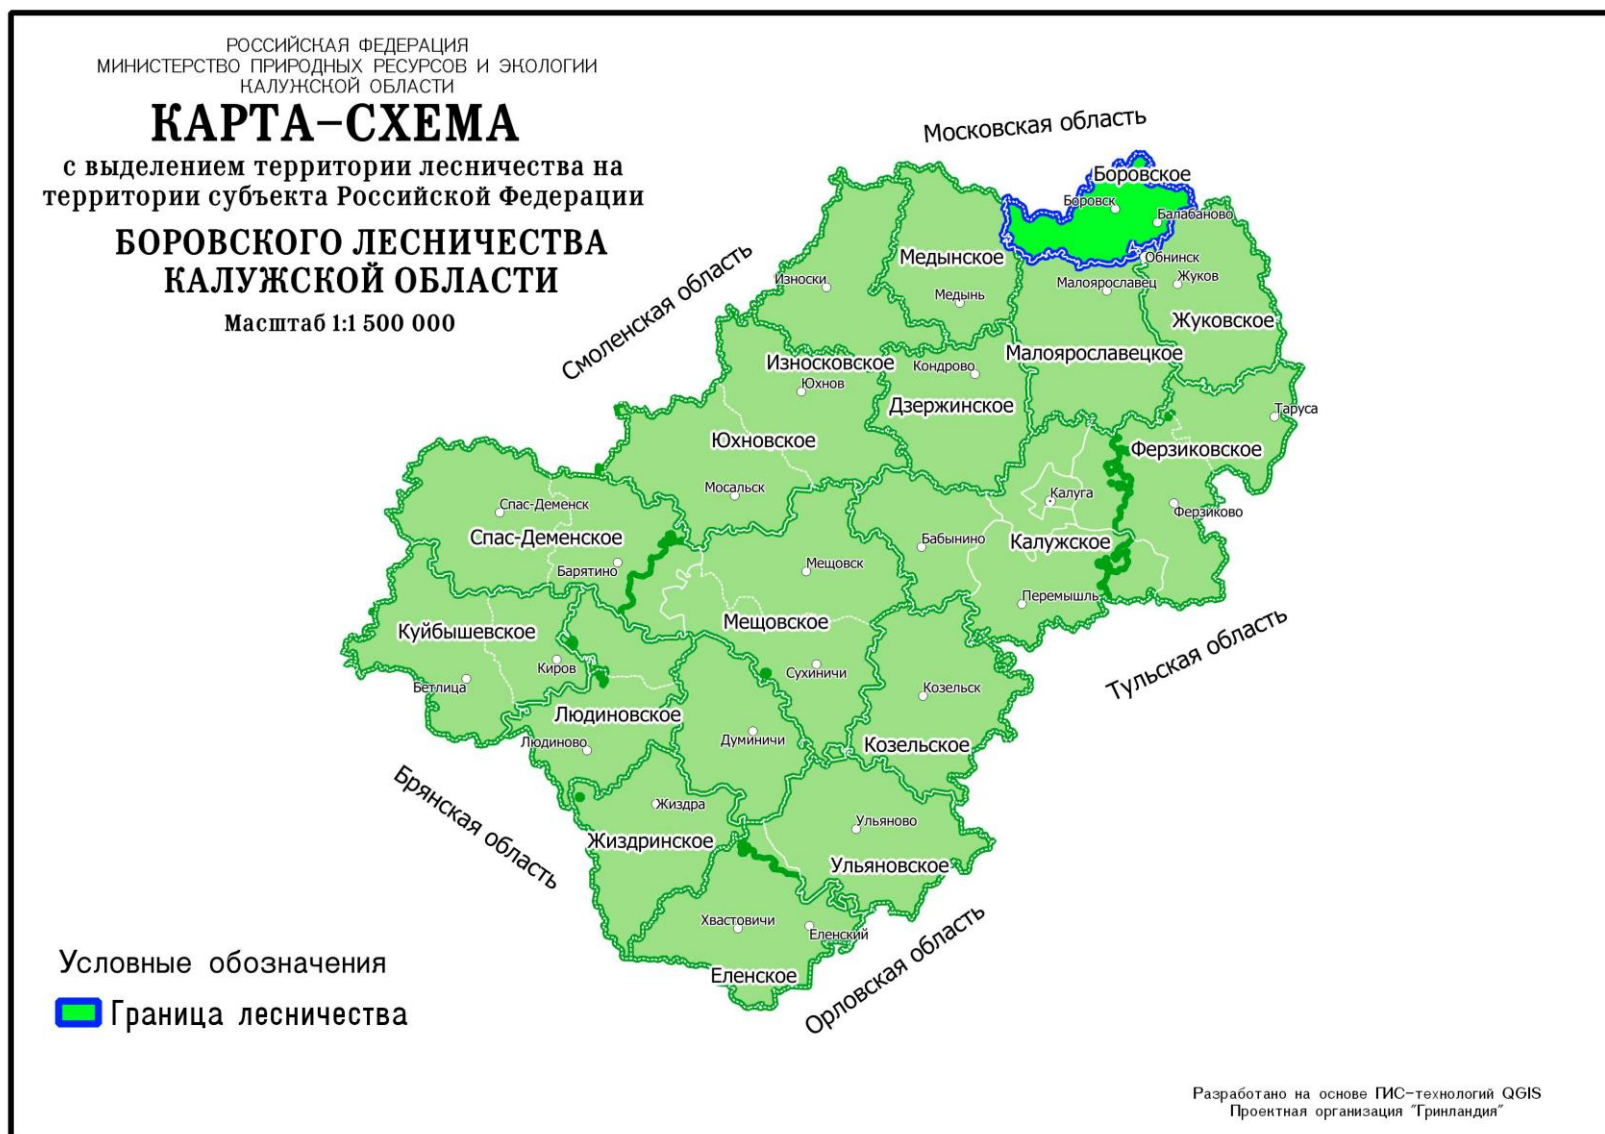 РОССИЙСКАЯ ФЕДЕРАЦИЯ
МИНИСТЕРСТВО ПРИРОДНЫХ РЕСУРСОВ И ЭКОЛОГИИ
КАЛУЖСКОЙ ОБЛАСТИ
КАРТА-СХЕМА
с выделением территории лесничества на
территории субъекта Российской Федерации
БОРОВСКОГО ЛЕСНИЧЕСТВА
КАЛУЖСКОЙ ОБЛАСТИ
Масштаб 1:1 500 000
Московская область
Боровское
Боровск
Балабаново
Смоленская область
Медынское
Обнинск
Износки
Малоярославец
Жуков
Медынь
Жуковское
Малоярославецкое
Износковское
Кондрово
Юхнов
Дзержинское
Таруса
Юхновское
Ферзиковское
Мосальск
Калуга
Спас-Деменск
Ферзиково
Спас-Деменское
Бабынино
Калужское
Барятино
Мещовск
Перемышль
Мещовское
Куйбышевское
Тульская область
Киров
Сухиничи
Бетлица
Козельск
Людиновское
Людиново
Думиничи
Козельское
Брянская область
Жиздра
Ульяново
Жиздринское
Ульяновское
Хвастовичи
Еленский
Еленское
Орловская область
Условные обозначения
Граница лесничества
Разработано на основе ГИС-технологий QGIS
Проектная организация "Гринландия"